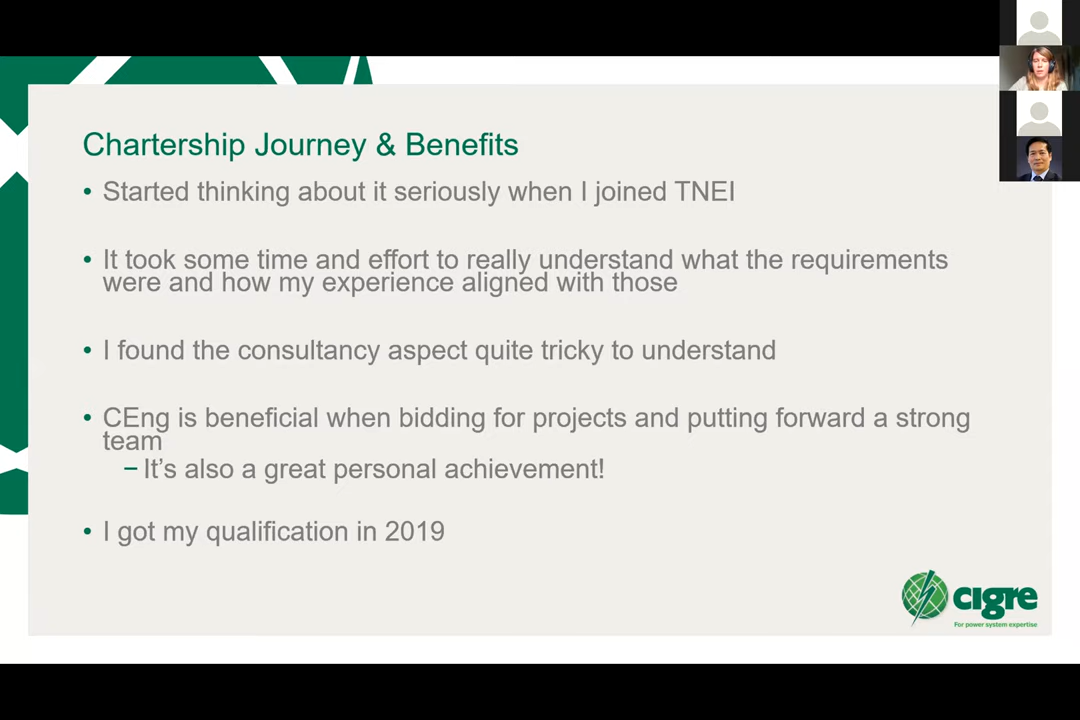 Chartership Journey & Benefits
• Started thinking about it seriously when I joined TNEI
• It took some time and effort to really understand what the requirements
were and how my experience aligned with those
• I found the consultancy aspect quite tricky to understand
• CEng is beneficial when bidding for projects and putting forward a strong
team
– It's also a great personal achievement!
• I got my qualification in 2019
cigre
For power system expertise